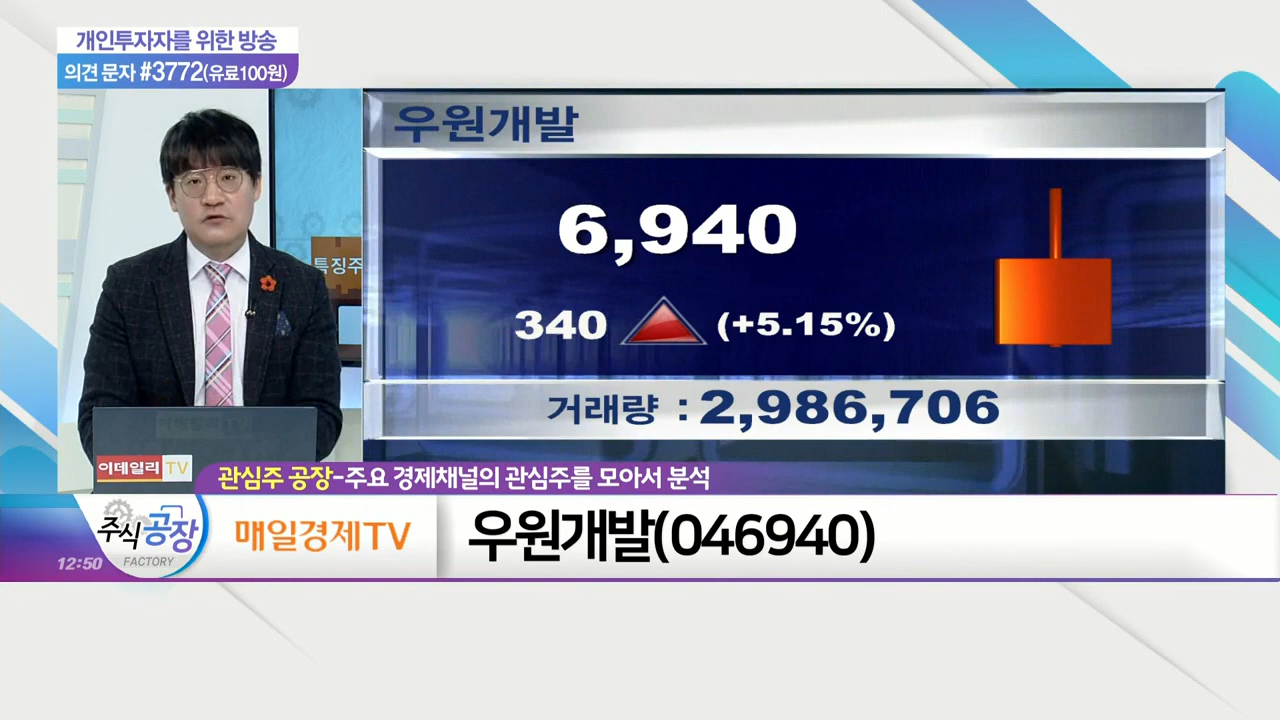 개인투자자를 위한 방송
의견 문자 #3772(유료100원)
우원개발
6,940
특징주
340 (+5.15%)
거래량 : 2,986,706
이데일리 TV
관심주 공장-주요 경제채널의 관심주를 모아서 분석
주식공장
FACTORY
12:50
매일경제TV
우원개발(046940)